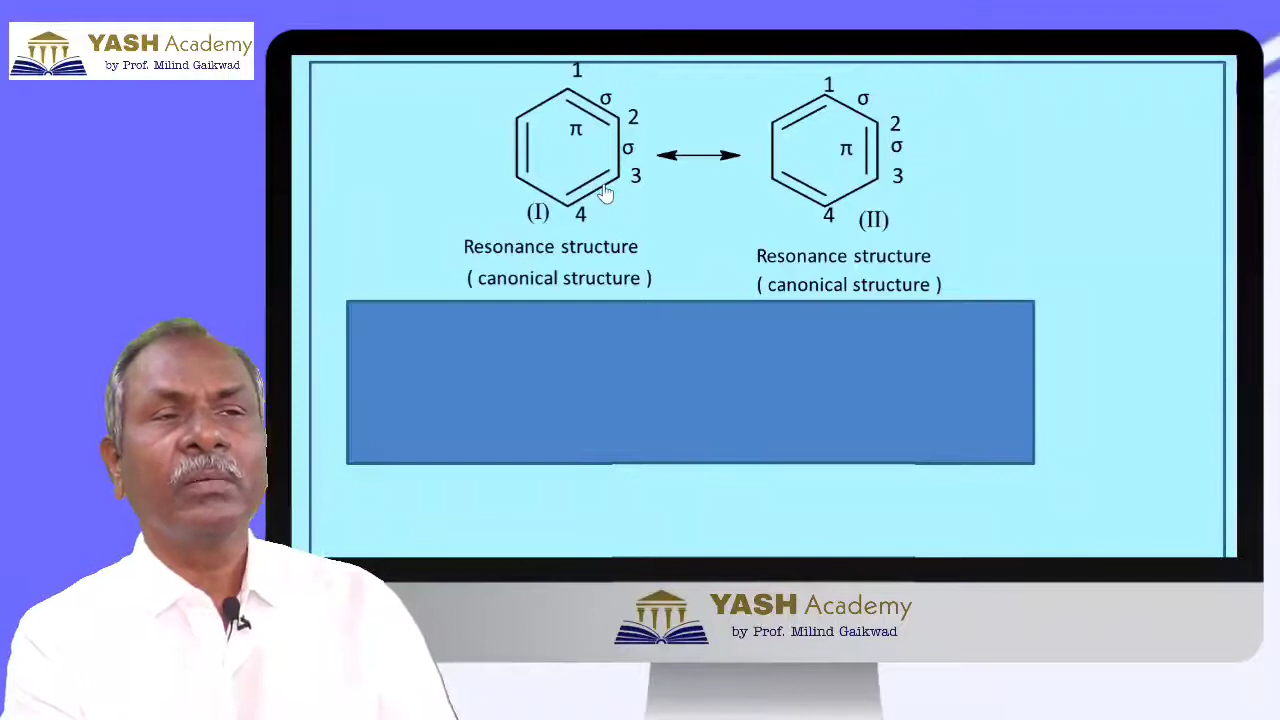 YASH Academy
by Prof. Milind Gaikwad
1
σ
2
π
σ
3
(I)
4
Resonance structure
( canonical structure )
1
σ
2
π
σ
3
4
(II)
Resonance structure
( canonical structure )
YASH Academy
by Prof. Milind Gaikwad